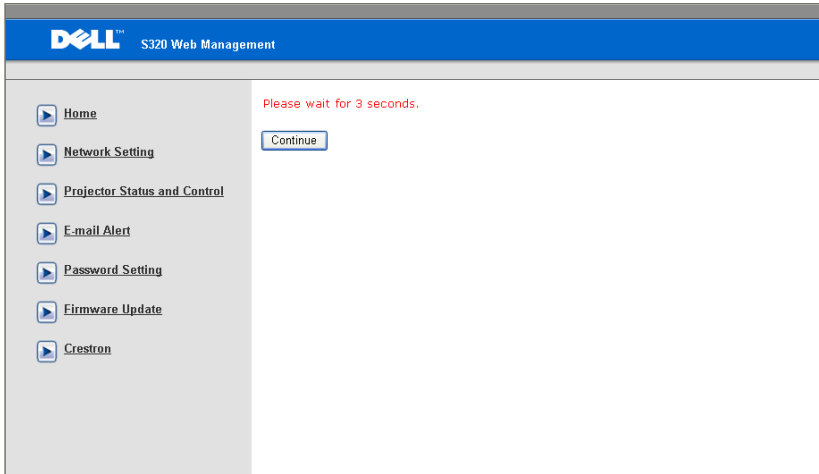 DELL™ S320 Web Management
Home
Network Setting
Projector Status and Control
E-mail Alert
Password Setting
Firmware Update
Crestron
Please wait for 3 seconds.
Continue